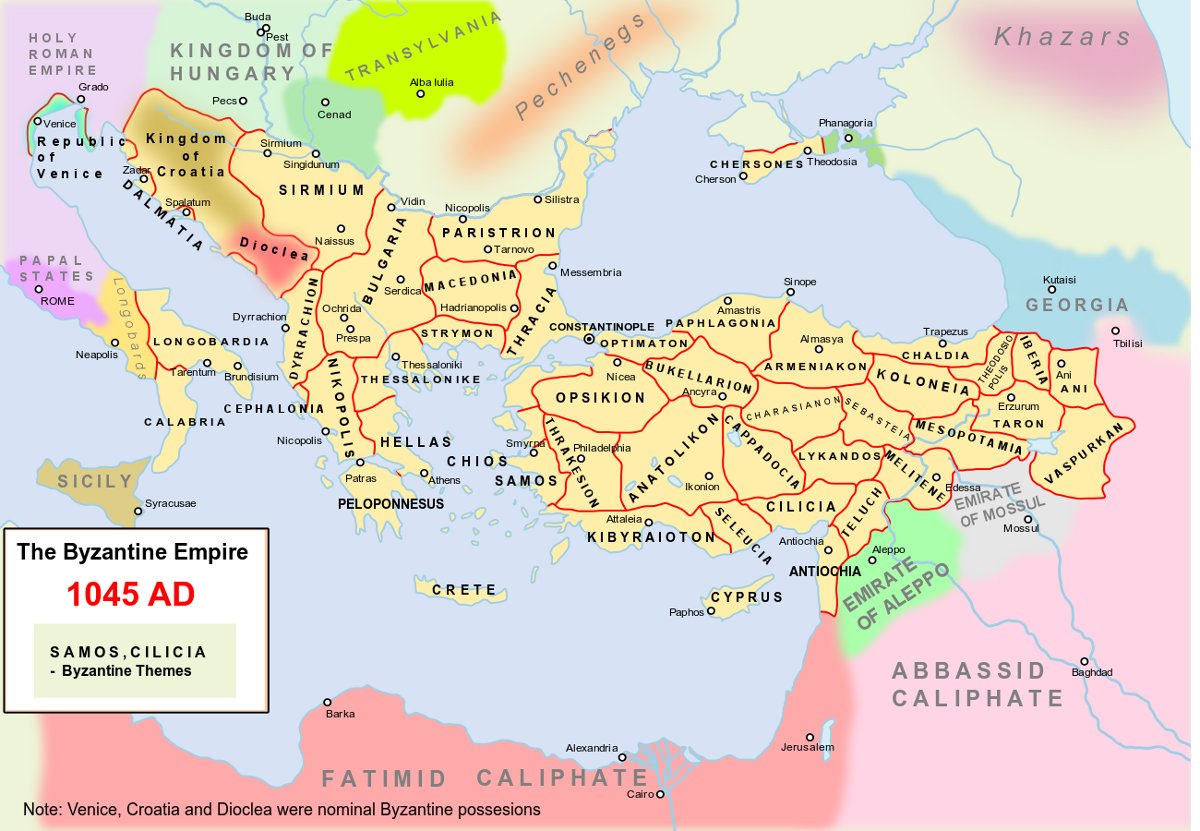 HOLY
ROMAN
EMPIRE
Buda
Pest
KINGDOM OF
HUNGARY
TRANSYLVANIA
Alba Iulia
Pechenegs
Khazars
Grado
Pecs
Cenad
Venice
Republic
of
Venice
Kingdom
of
Croatia
Zadar
Spalatum
DALMATIA
Sirmium
Singidunum
SIRMIUM
Naissus
Dioclea
Vidin
Nicopolis
Silistra
PARISTRION
Tarnovo
BULGARIA
Serdica
MACEDONIA
Hadrianopolis
Messembria
THRACIA
STRYMON
CHERSONES
Cherson
Theodosia
Phanagoria
PAPAL
STATES
ROME
Longobards
Neapolis
LONGOBARDIA
Tarentum
Brundisium
CALABRIA
Dyrrachion
DYRRACHION
Ochrida
Prespa
Thessaloniki
THESSALONIKE
CEPHALONIA
NIKOPOLIS
Nicopolis
HELLAS
Patras
Athens
PELOPONNESUS
CHIOS
SAMOS
CRETE
SICILY
Syracusae
CONSTANTINOPLE
OPTIMATON
Nicea
PAPHLAGONIA
Amastris
Sinope
BUKELLARION
Ancyra
OPSIKION
Smyrna
THRAKESION
Philadelphia
ANATOLIKON
Ikonion
Attaleia
KIBYRAIOTON
SELEUCIA
CAPPADOCIA
CHARASIANON
ARMENIAKON
Almasya
SEBASTEIA
LYKANDOS
CILICIA
TELUCH
MELITENE
Edessa
KOLONEIA
CHALDIA
Trapezus
THEODOSO
POLIS
IBERIA
Ani
ANI
Erzurum
TARON
MESOPOTAMIA
VASPURKAN
Kutaisi
GEORGIA
Tbilisi
EMIRATE
OF MOSSUL
Mossul
Antiochia
ANTIOCHIA
Aleppo
EMIRATE
OF ALEPPO
CYPRUS
Paphos
ABBASSID
CALIPHATE
Baghdad
Jerusalem
Barka
Alexandria
Cairo
FATIMID CALIPHATE
The Byzantine Empire
1045 AD
SAMOS,CILICIA
- Byzantine Themes
Note: Venice, Croatia and Dioclea were nominal Byzantine possesions